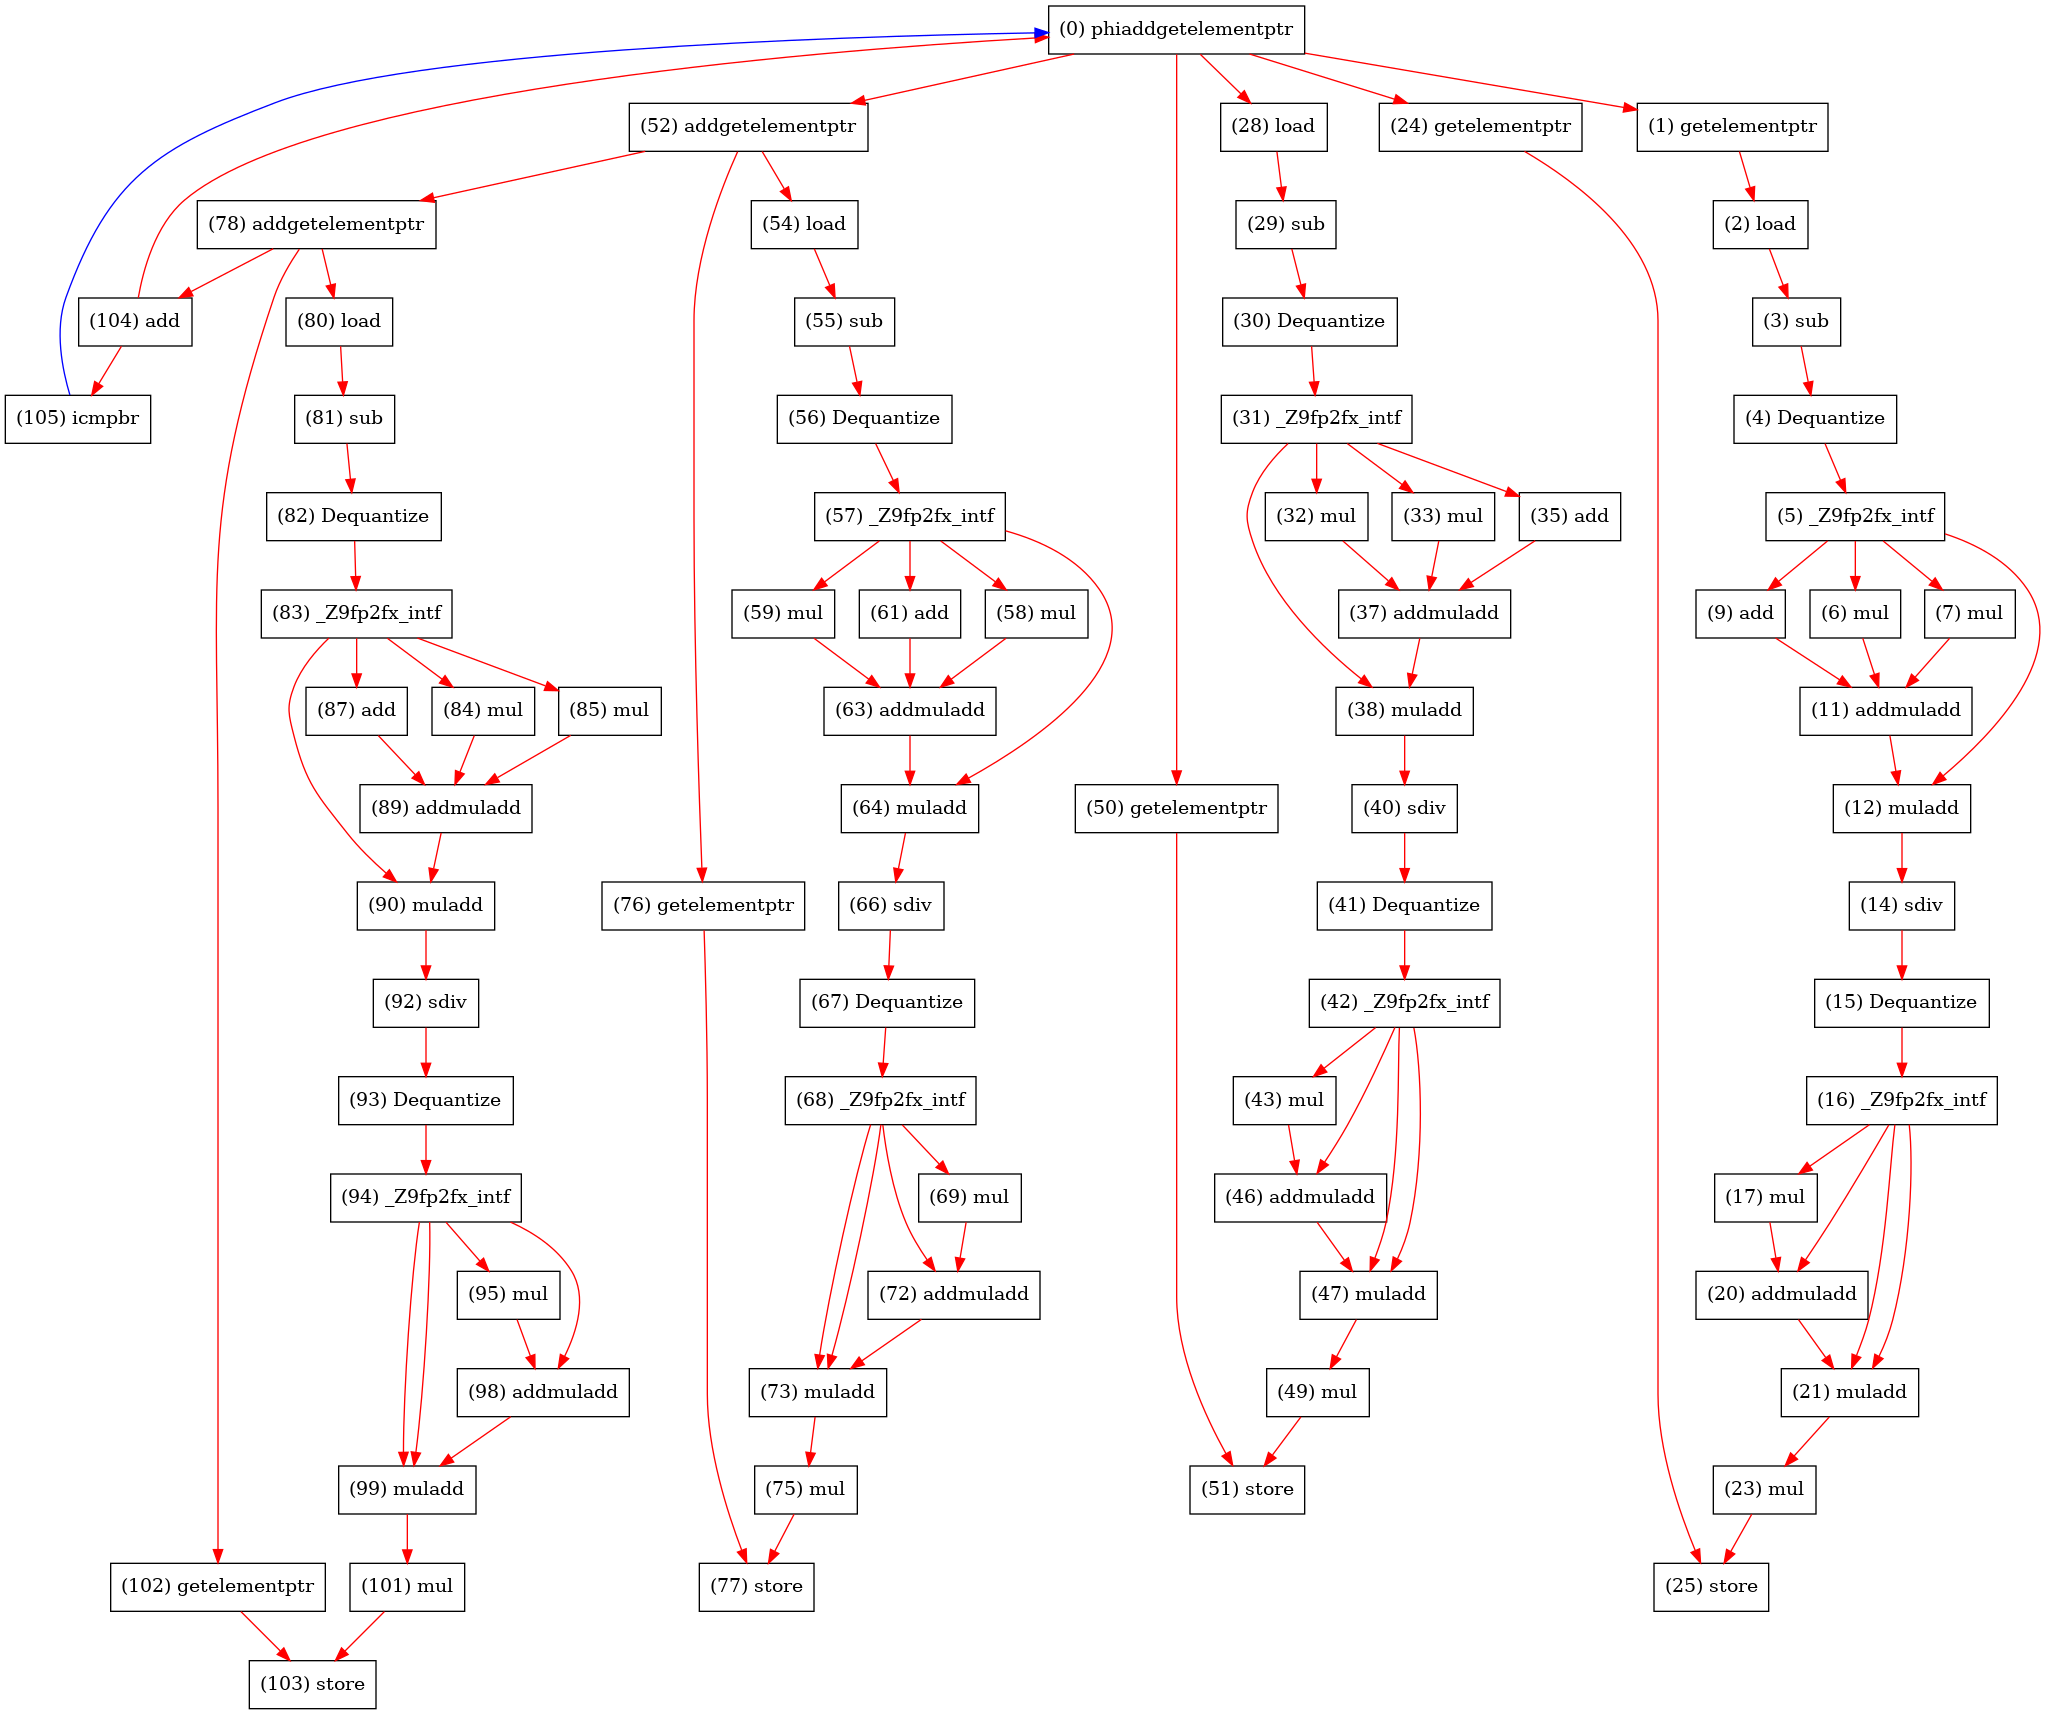 (0) phiaddgetelementptr
(52) addgetelementptr
(28) load
(24) getelementptr
(1) getelementptr
(78) addgetelementptr
(54) load
(29) sub
(2) load
(104) add
(80) load
(55) sub
(30) Dequantize
(3) sub
(105) icmpbr
(81) sub
(56) Dequantize
(31) _Z9fp2fx_intf
(4) Dequantize
(82) Dequantize
(57) _Z9fp2fx_intf
(32) mul
(33) mul
(35) add
(5) _Z9fp2fx_intf
(83) _Z9fp2fx_intf
(59) mul
(61) add
(58) mul
(37) addmuladd
(9) add
(6) mul
(7) mul
(87) add
(84) mul
(85) mul
(63) addmuladd
(38) muladd
(11) addmuladd
(89) addmuladd
(64) muladd
(50) getelementptr
(40) sdiv
(12) muladd
(90) muladd
(76) getelementptr
(66) sdiv
(41) Dequantize
(14) sdiv
(92) sdiv
(67) Dequantize
(42) _Z9fp2fx_intf
(15) Dequantize
(93) Dequantize
(68) _Z9fp2fx_intf
(43) mul
(16) _Z9fp2fx_intf
(94) _Z9fp2fx_intf
(69) mul
(46) addmuladd
(17) mul
(95) mul
(72) addmuladd
(47) muladd
(20) addmuladd
(98) addmuladd
(73) muladd
(49) mul
(21) muladd
(99) muladd
(75) mul
(51) store
(23) mul
(102) getelementptr
(101) mul
(77) store
(25) store
(103) store